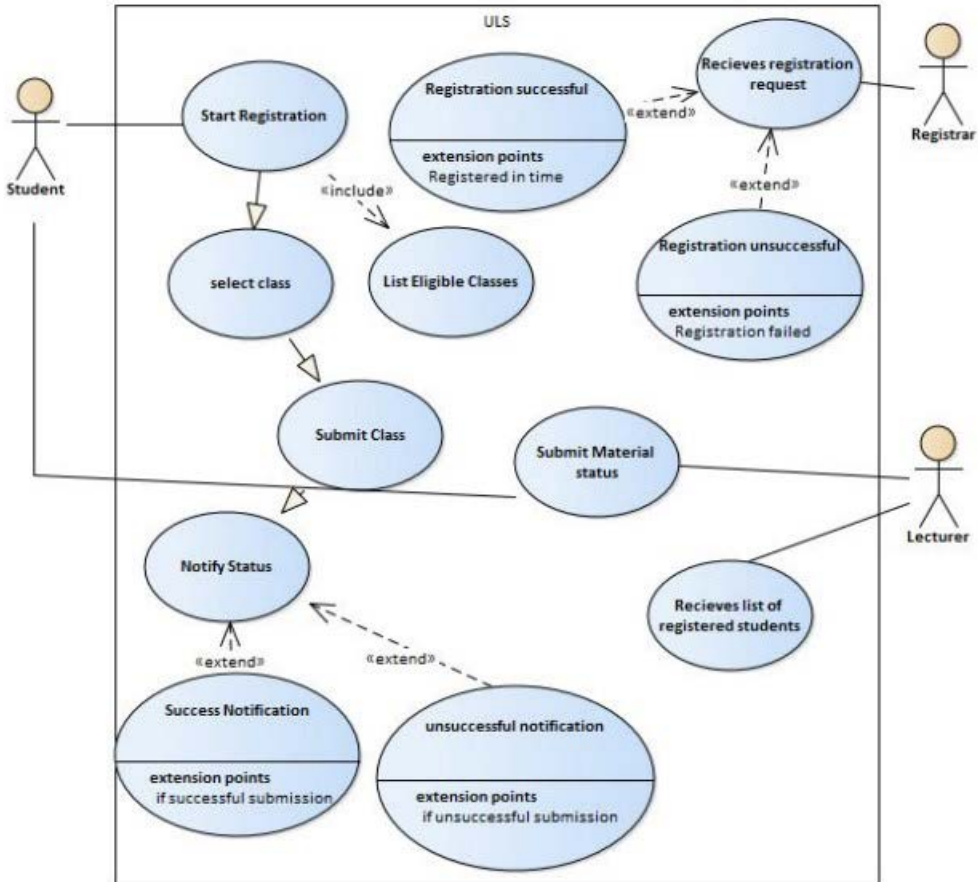 ULS
Start Registration
Registration successful
extension points
Registered in time
«extend»
Recieves registration
request
Registrar
Student
«include»
«extend»
select class
List Eligible Classes
Registration unsuccessful
extension points
Registration failed
Submit Class
Submit Material
status
Lecturer
Notify Status
Recieves list of
registered students
«extend»
«extend»
Success Notification
extension points
if successful submission
unsuccessful notification
extension points
if unsuccessful submission